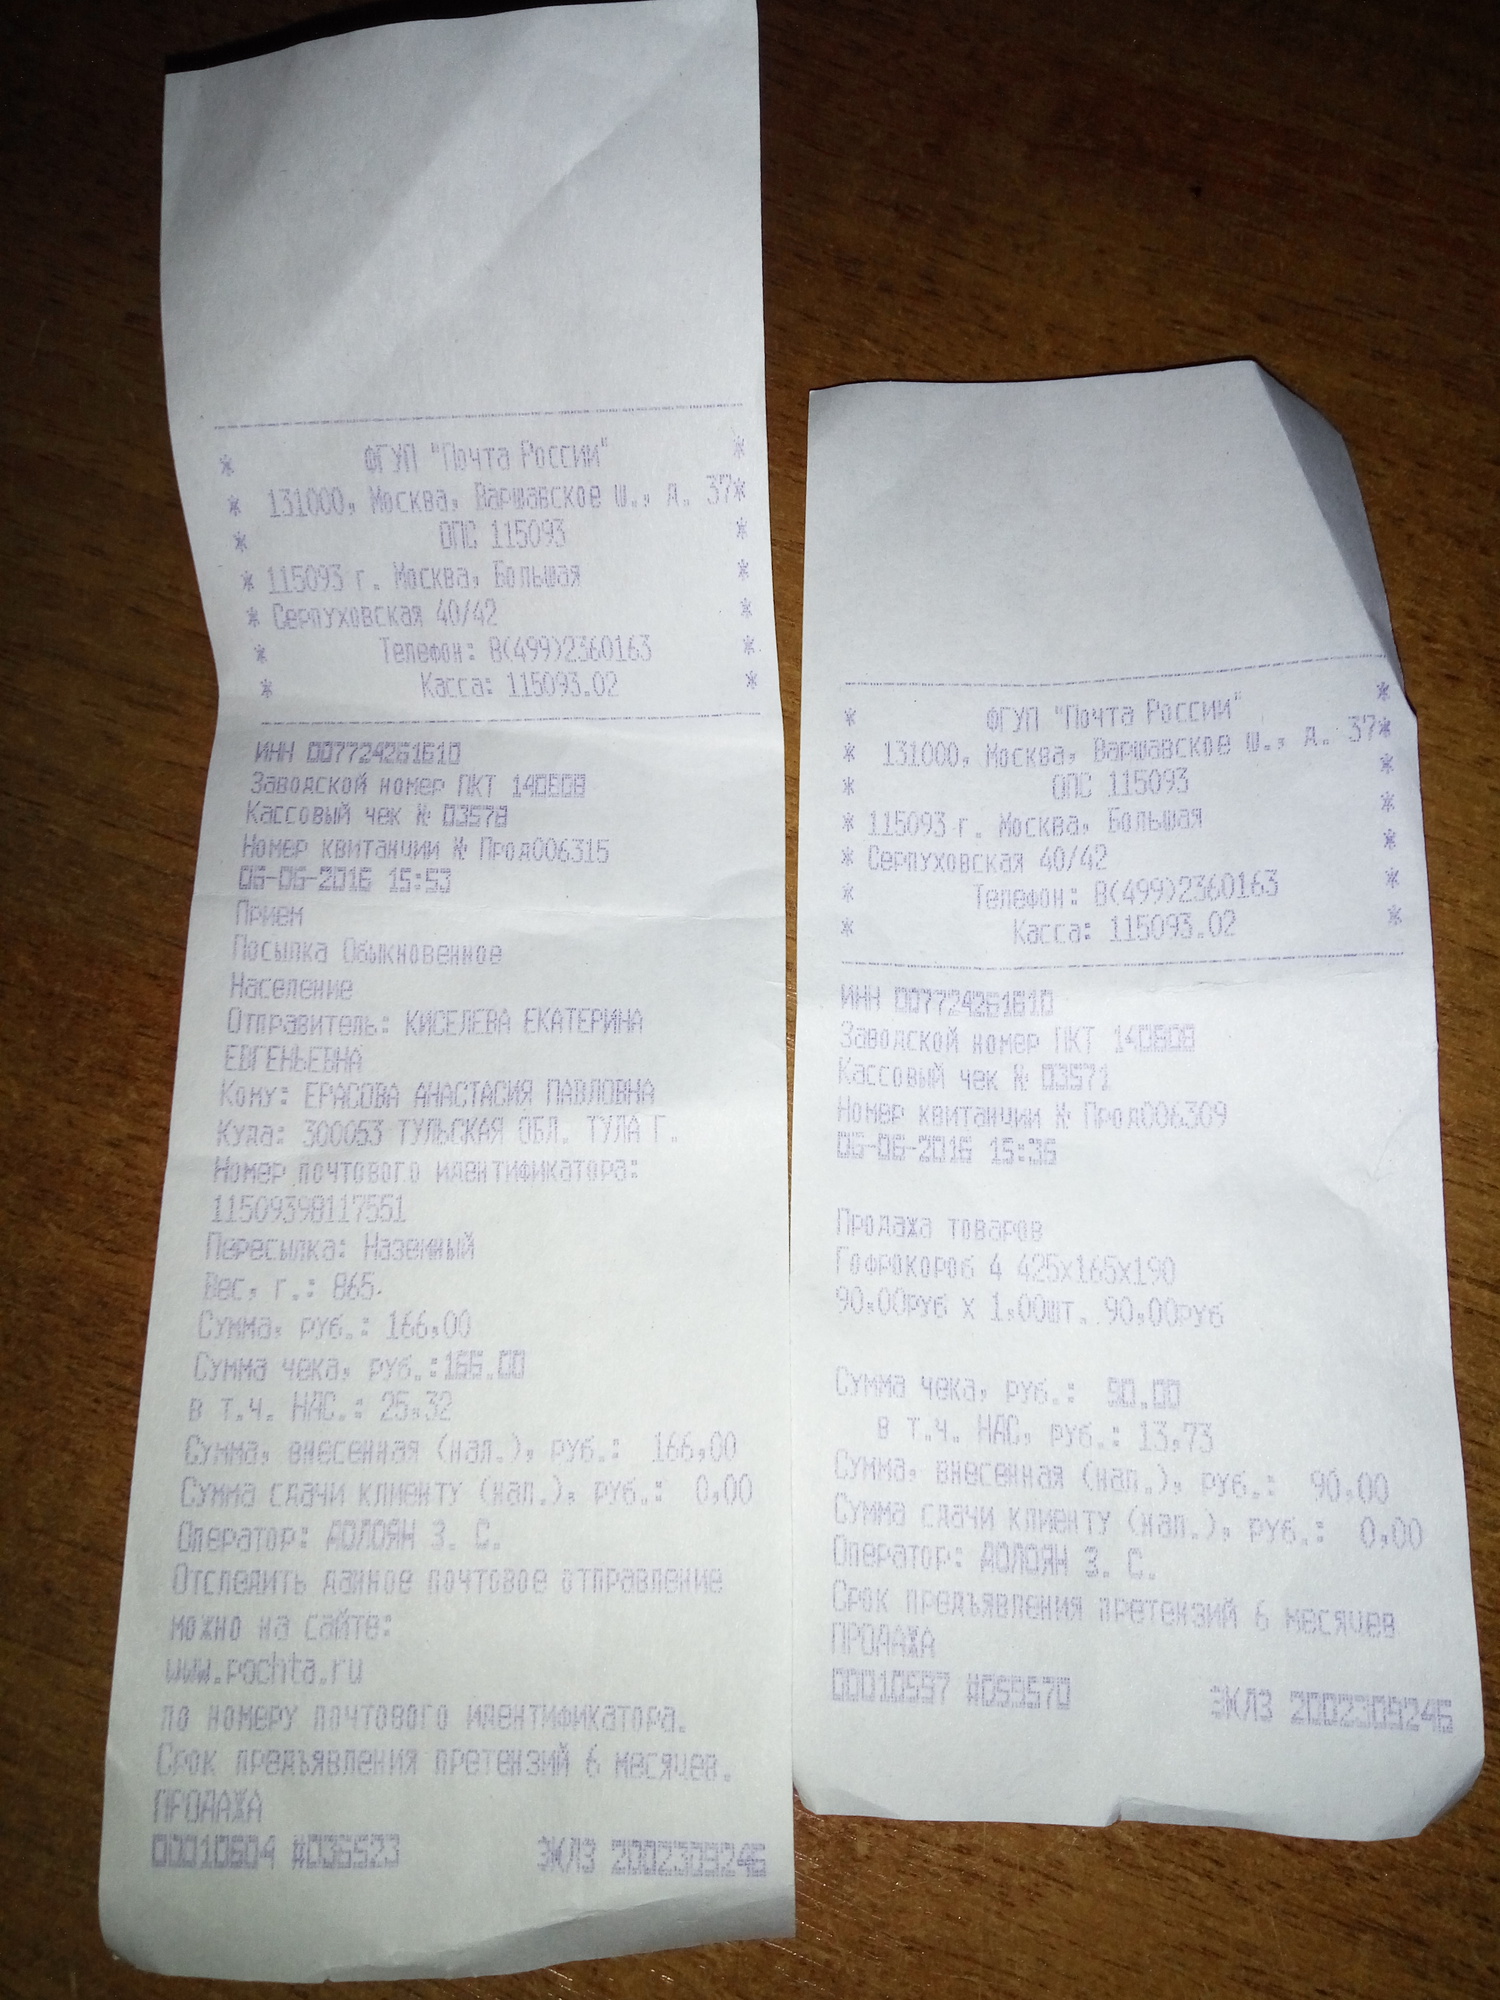 * ФГУП "Почта России" *
* 131000, Москва, Варшавское ш., д. 37*
* ОПС 115093 *
* 115093 г. Москва, Большая *
* Серпуховская 40/42 *
* Телефон: 8(499)2360163 *
* Касса: 115093.02 *
ИНН 007724261610
Заводской номер ПКТ 140808
Кассовый чек № 03578
Номер квитанции № Прод006315
06-06-2016 15:53
Прием
Посылка Обыкновенное
Население
Отправитель: КИСЕЛЕВА ЕКАТЕРИНА
ЕВГЕНЬЕВНА
Кому: ЕРАСОВА АНАСТАСИЯ ПАВЛОВНА
Куда: 300053 ТУЛЬСКАЯ ОБЛ. ТУЛА Г.
Номер почтового идентификатора:
11509398117551
Пересылка: Наземный
Вес, г.: 865.
Сумма, руб.: 166,00
Сумма чека, руб.:166.00
в т.ч. НДС.: 25,32
Сумма, внесенная (нал.), руб.: 166,00
Сумма сдачи клиенту (нал.), руб.: 0,00
Оператор: ДОЛОЯН З. С.
Отследить данное почтовое отправление
можно на сайте:
www.pochta.ru
по номеру почтового идентификатора.
Срок предъявления претензий 6 месяцев.
ПРОДАЖА
00010604 #036523 ЭКЛЗ 2002309246
* ФГУП "Почта России" *
* 131000, Москва, Варшавское ш., д. 37*
* ОПС 115093 *
* 115093 г. Москва, Большая *
* Серпуховская 40/42 *
* Телефон: 8(499)2360163 *
* Касса: 115093.02 *
ИНН 007724261610
Заводской номер ПКТ 140808
Кассовый чек № 03571
Номер квитанции № Прод006309
06-06-2016 15:35
Продажа товаров
Гофрокороб 4 425х165х190
90,00руб х 1,00шт. 90,00руб
Сумма чека, руб.: 90.00
в т.ч. НДС, руб.: 13,73
Сумма, внесенная (нал.), руб.: 90,00
Сумма сдачи клиенту (нал.), руб.: 0,00
Оператор: ДОЛОЯН З. С.
Срок предъявления претензий 6 месяцев
ПРОДАЖА
00010597 #059570 ЭКЛЗ 2002309246